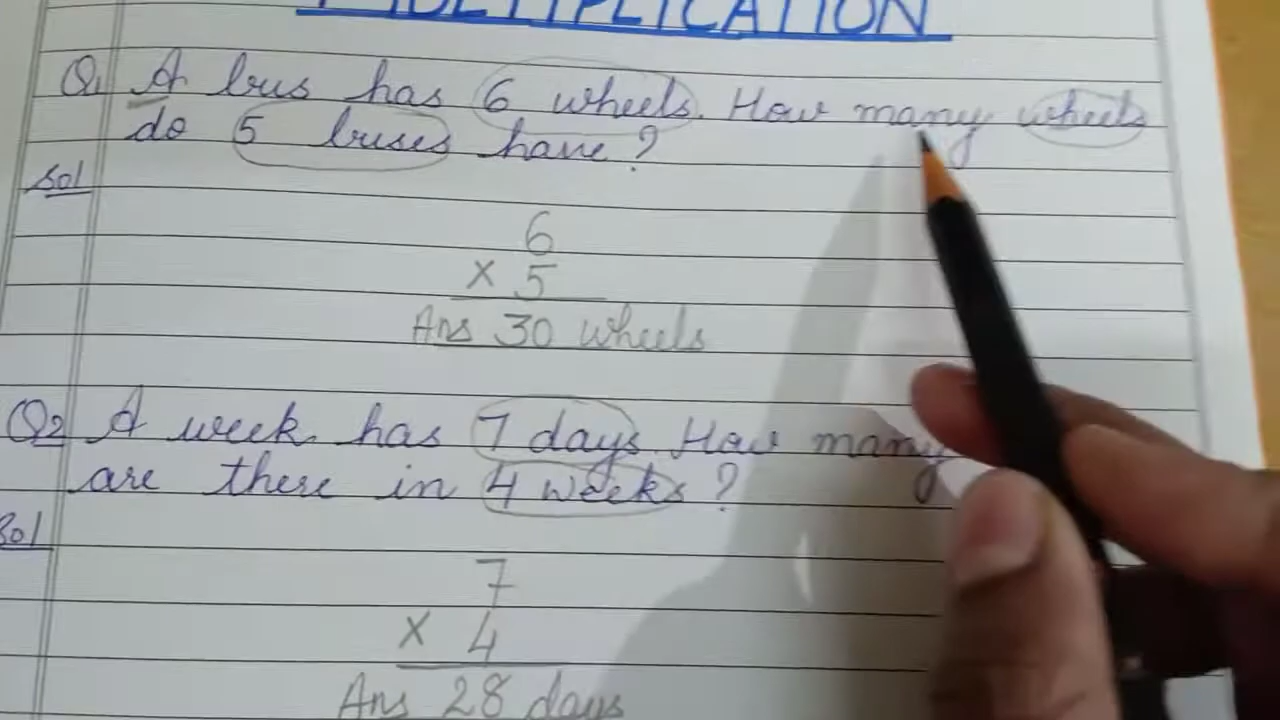 MULTIPLICATION
Q1 A bus has 6 wheels. How many wheels
do 5 buses have?
Sol
6
x 5
Ans 30 wheels
Q2 A week has 7 days. How many
are there in 4 weeks?
Sol
7
x 4
Ans 28 days